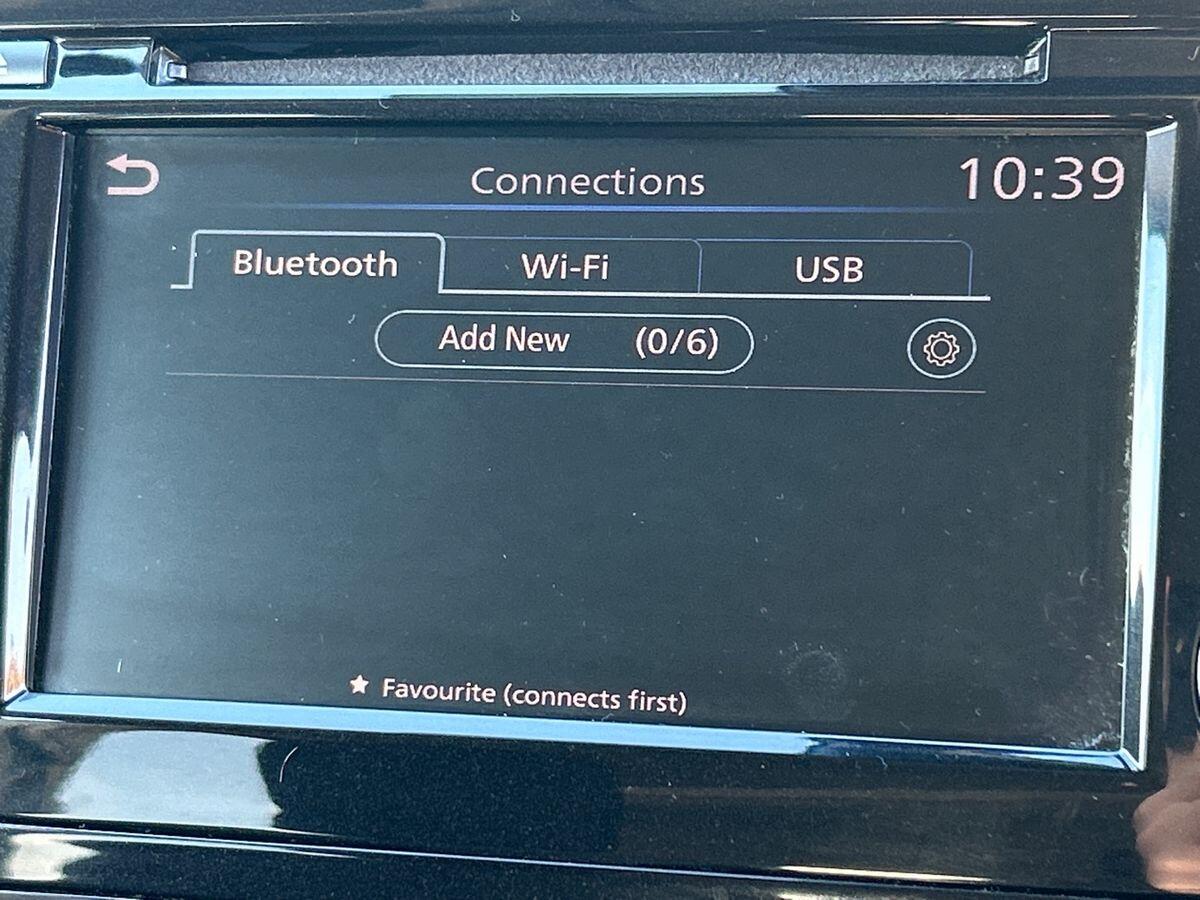 Connections 10:39
Bluetooth Wi-Fi USB
Add New (0/6)
★ Favourite (connects first)